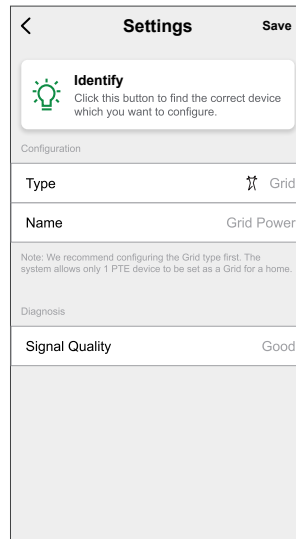 Settings Save
Identify
Click this button to find the correct device
which you want to configure.
Configuration
Type Grid
Name Grid Power
Note: We recommend configuring the Grid type first. The
system allows only 1 PTE device to be set as a Grid for a home.
Diagnosis
Signal Quality Good